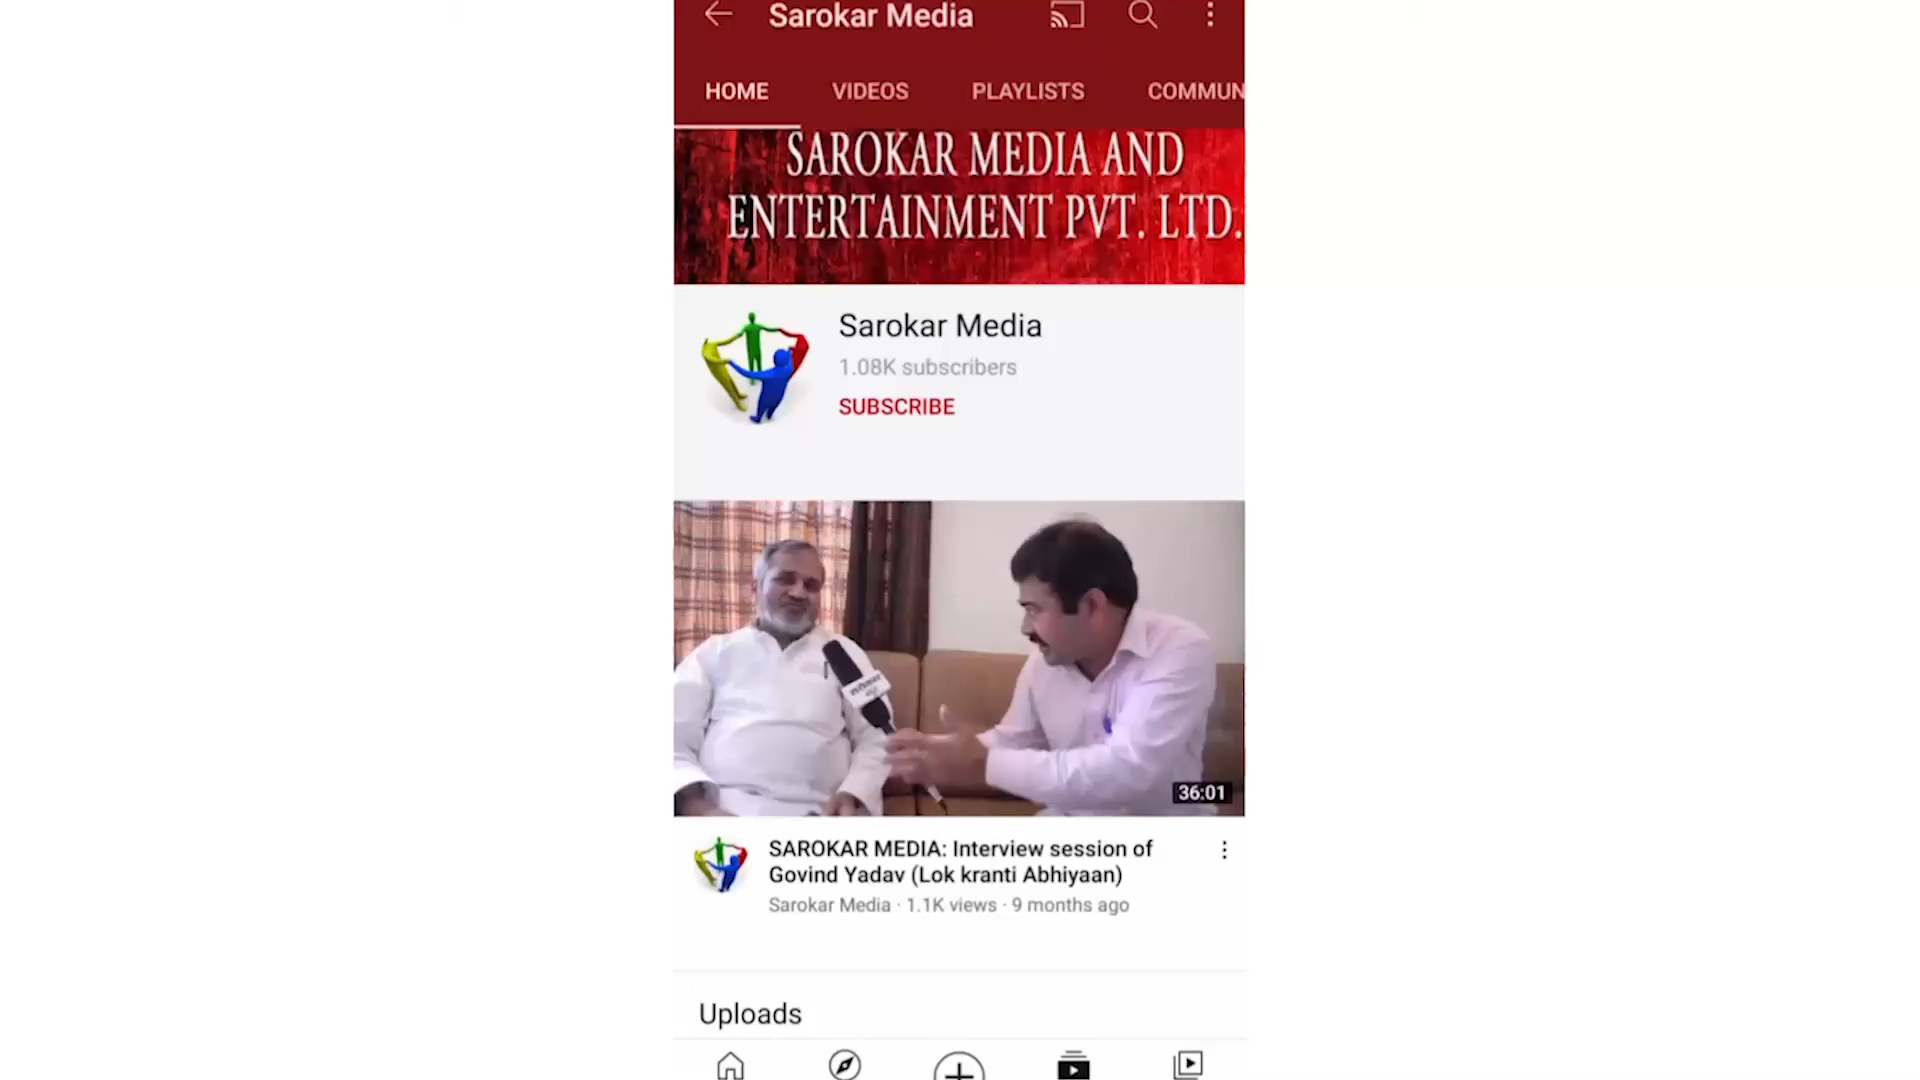 Sarokar Media
HOME VIDEOS PLAYLISTS COMMUN
SAROKAR MEDIA AND
ENTERTAINMENT PVT. LTD.
Sarokar Media
1.08K subscribers
SUBSCRIBE
36:01
SAROKAR MEDIA: Interview session of
Govind Yadav (Lok kranti Abhiyaan)
Sarokar Media · 1.1K views · 9 months ago
Uploads